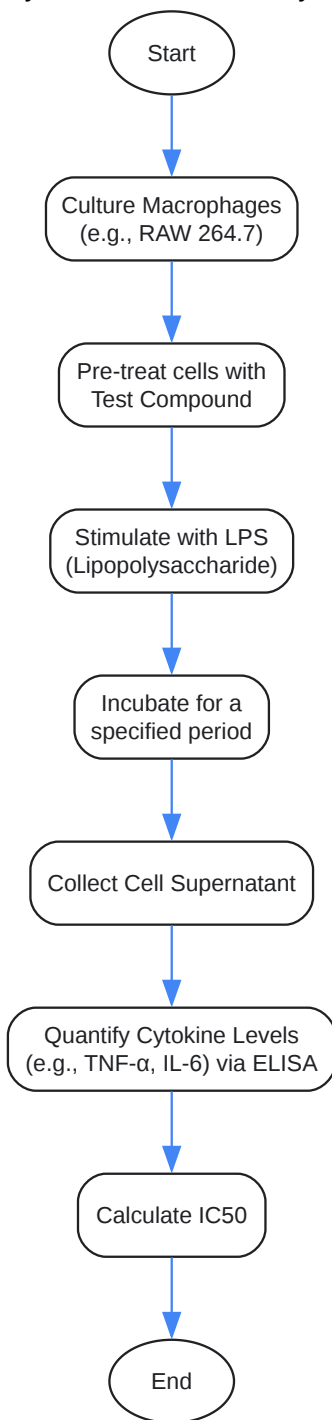 Start
Culture Macrophages
(e.g., RAW 264.7)
Pre-treat cells with
Test Compound
Stimulate with LPS
(Lipopolysaccharide)
Incubate for a
specified period
Collect Cell Supernatant
Quantify Cytokine Levels
(e.g., TNF-α, IL-6) via ELISA
Calculate IC50
End